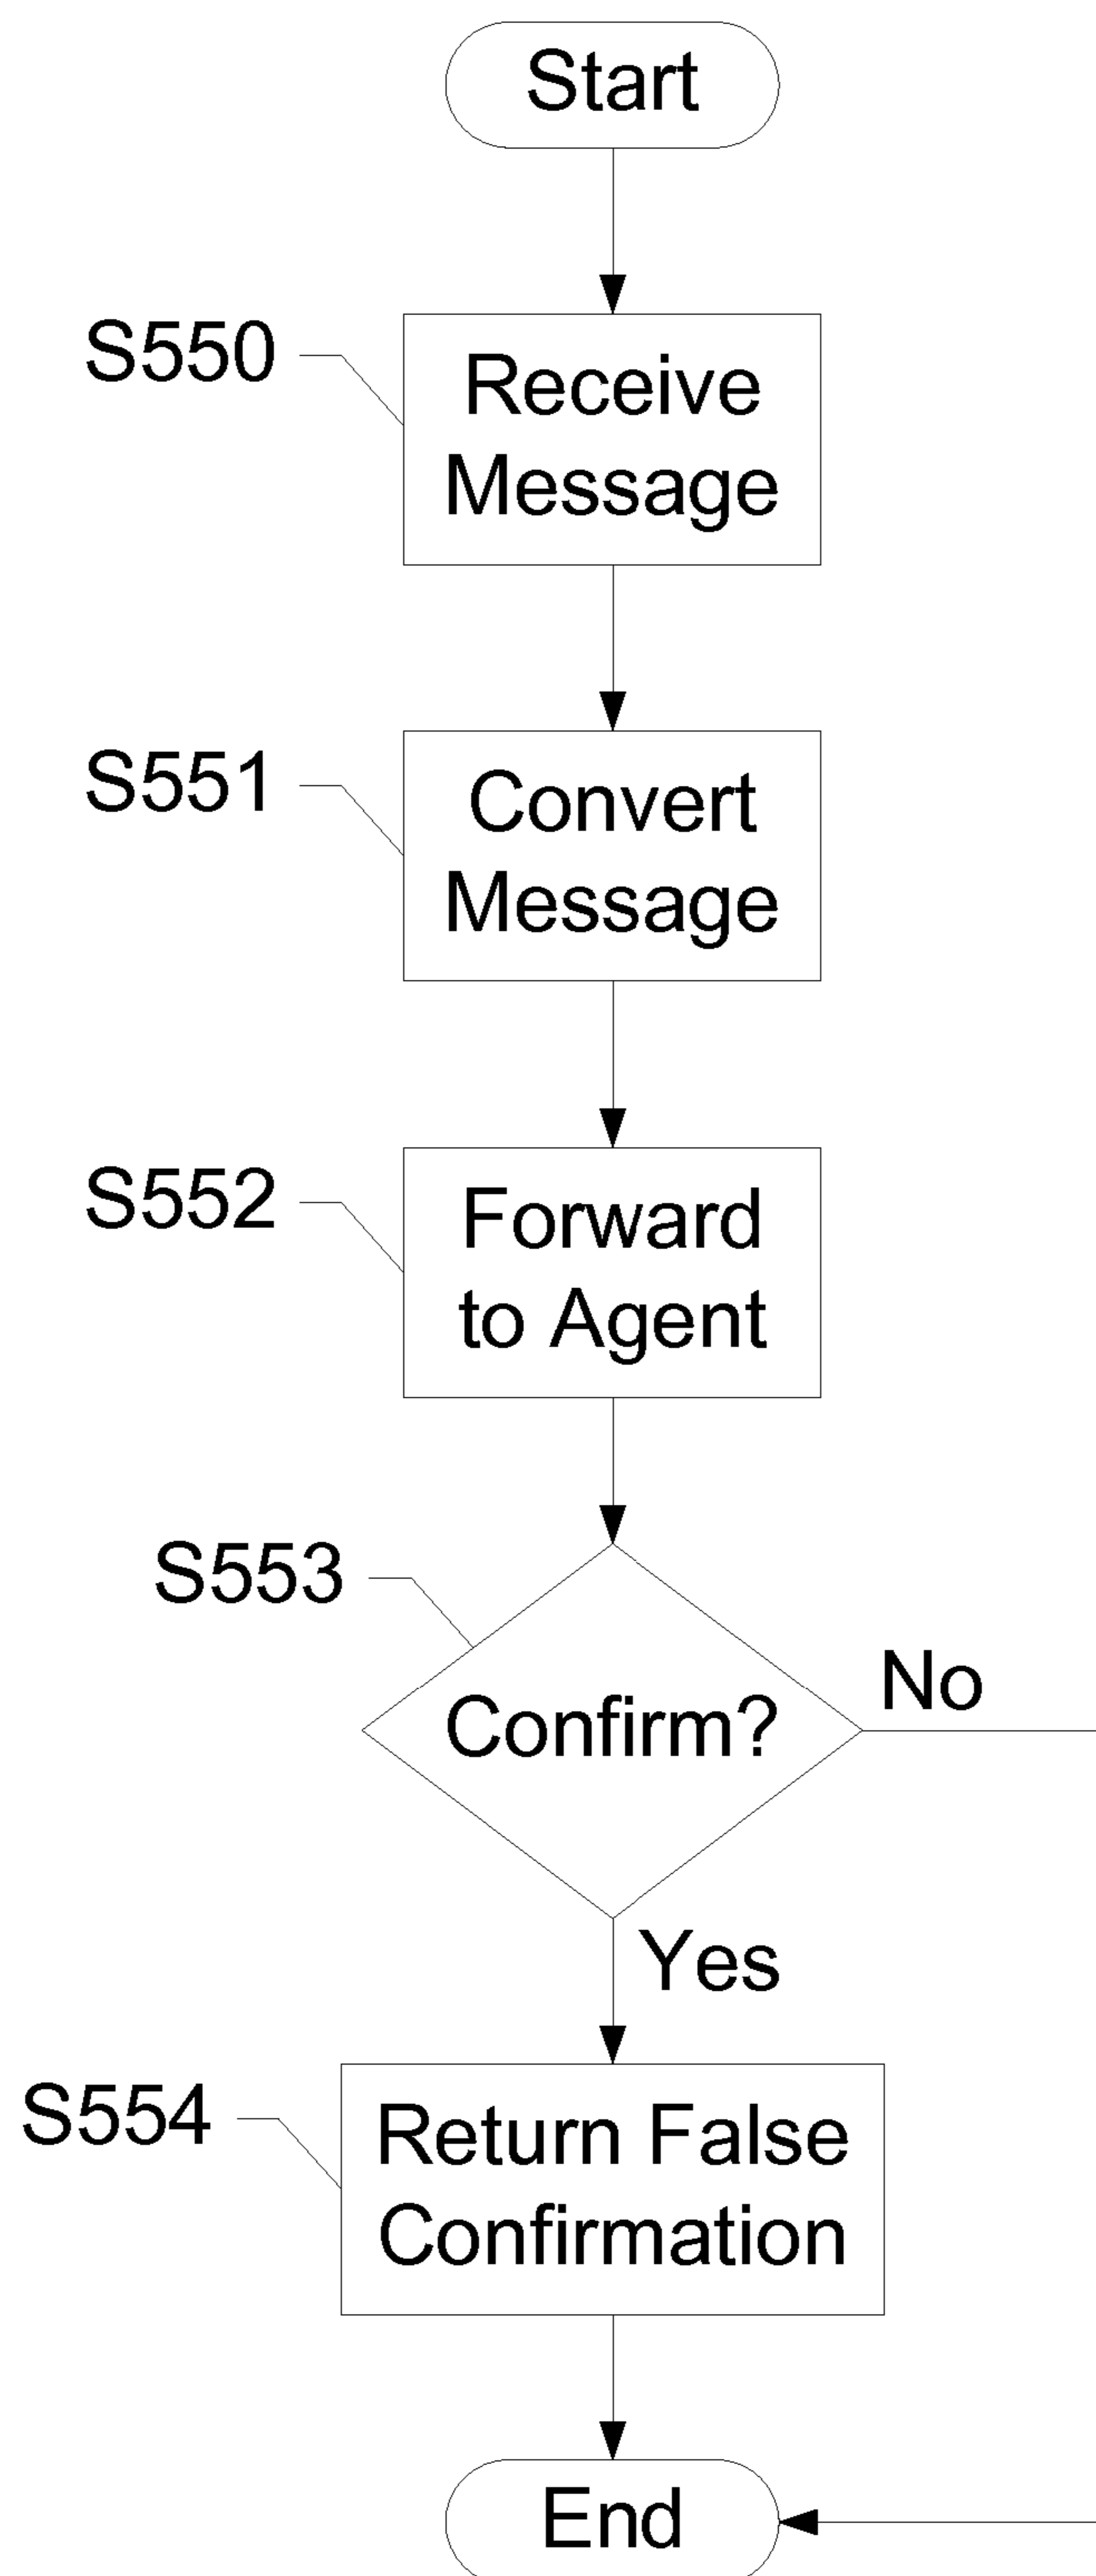 Start
S550
Receive
Message
S551
Convert
Message
S552
Forward
to Agent
S553
Confirm?
No
Yes
S554
Return False
Confirmation
End